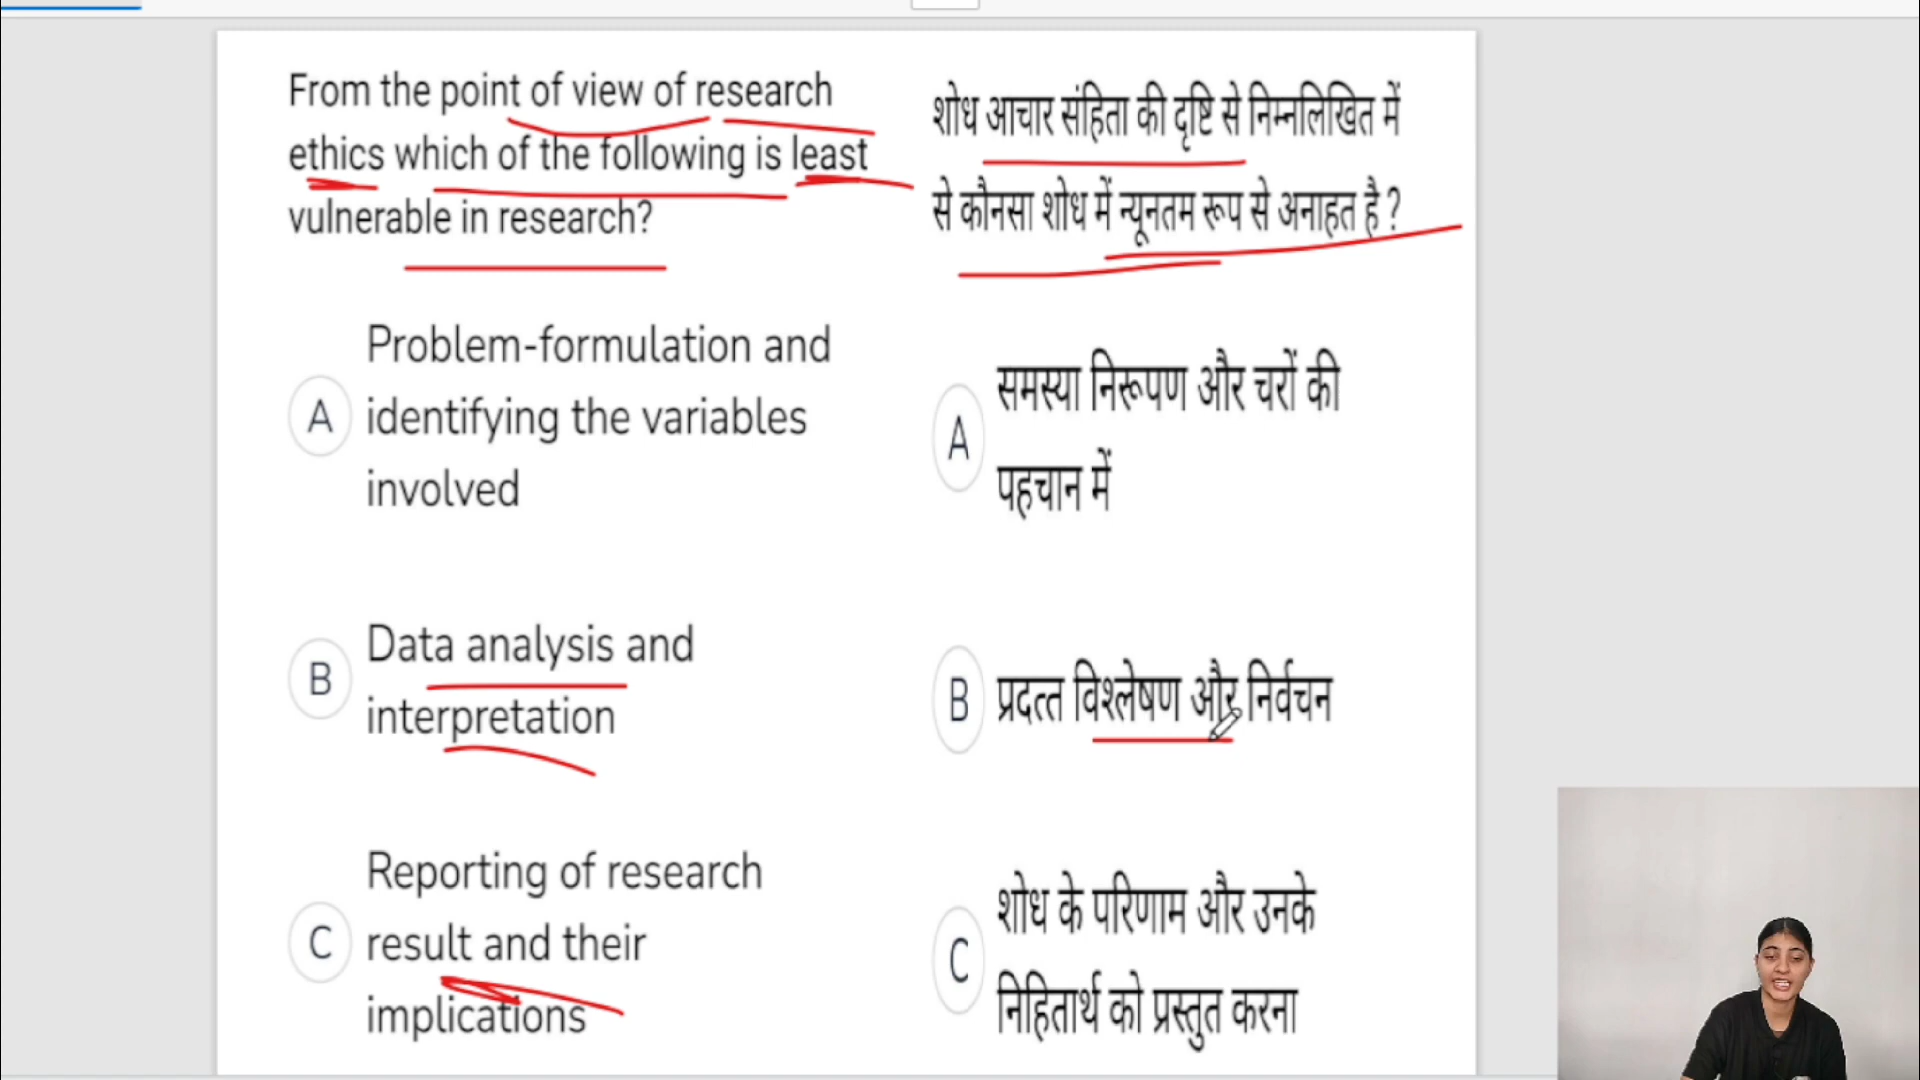 From the point of view of research
ethics which of the following is least
vulnerable in research?
A
Problem-formulation and
identifying the variables
involved
B
Data analysis and
interpretation
C
Reporting of research
result and their
implications
शोध आचार संहिता की दृष्टि से निम्नलिखित में
से कौनसा शोध में न्यूनतम रूप से अनाहत है ?
A
समस्या निरूपण और चरों की
पहचान में
B
प्रदत्त विश्लेषण और निर्वचन
C
शोध के परिणाम और उनके
निहितार्थ को प्रस्तुत करना